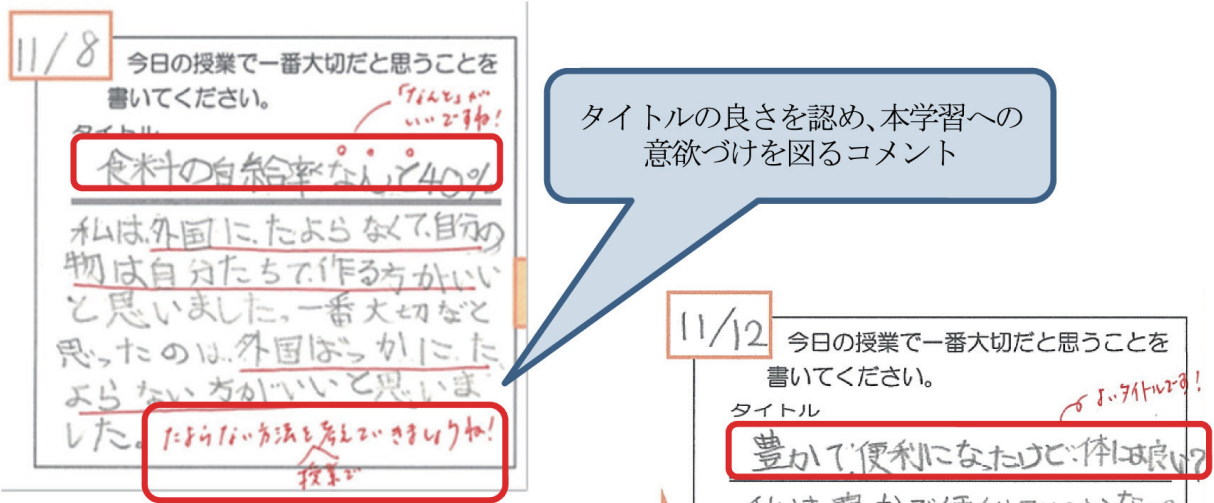 11/8
今日の授業で一番大切だと思うことを
書いてください。
「なんと」が
いいですね!
タイトル
食料の自給率なんと40%
私は、外国に、たよらなくて、自分の
物は自分たちで、作る方がいい
と思いました。一番大切なと
思ったのは、外国ばっかにた
よらない方がいいと思いま
した。
たよらない方法を考えていきましょうね!
授業で
タイトルの良さを認め、本学習への
意欲づけを図るコメント
11/12
今日の授業で一番大切だと思うことを
書いてください。
よいタイトルです!
タイトル
豊かで、便利になったけど、体には良い?